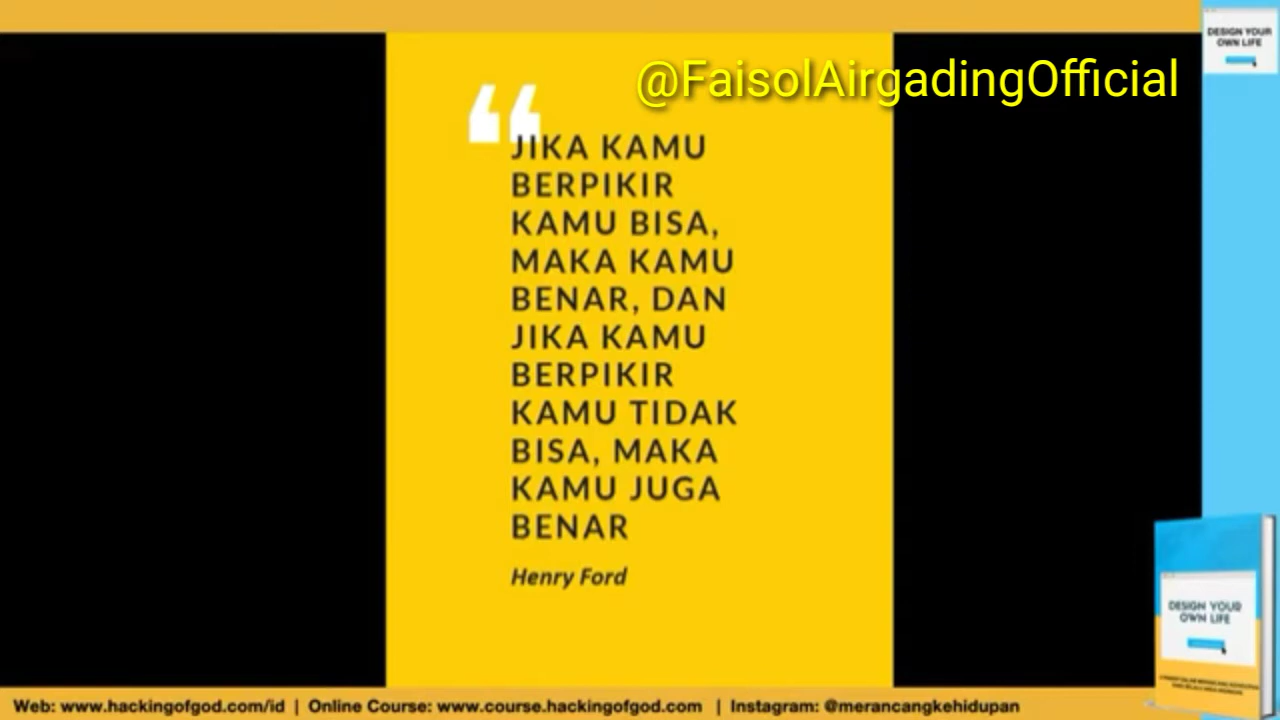 DESIGN YOUR
OWN LIFE
@FaisolAirgadingOfficial
JIKA KAMU
BERPIKIR
KAMU BISA,
MAKA KAMU
BENAR, DAN
JIKA KAMU
BERPIKIR
KAMU TIDAK
BISA, MAKA
KAMU JUGA
BENAR
Henry Ford
DESIGN YOUR
OWN LIFE
Web: www.hackingofgod.com/id | Online Course: www.course.hackingofgod.com | Instagram: @merancangkehidupan